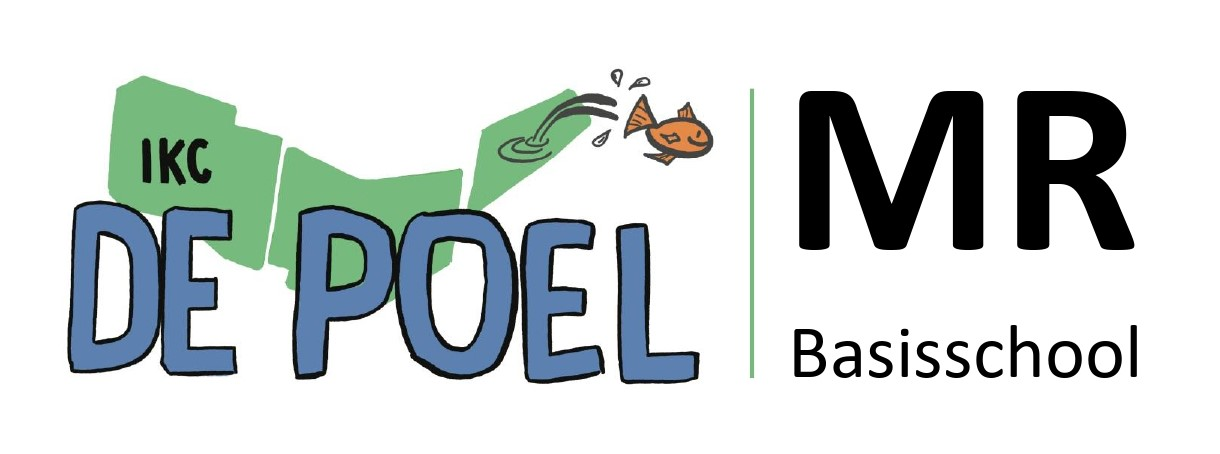 IKC
DE POEL
MR
Basisschool